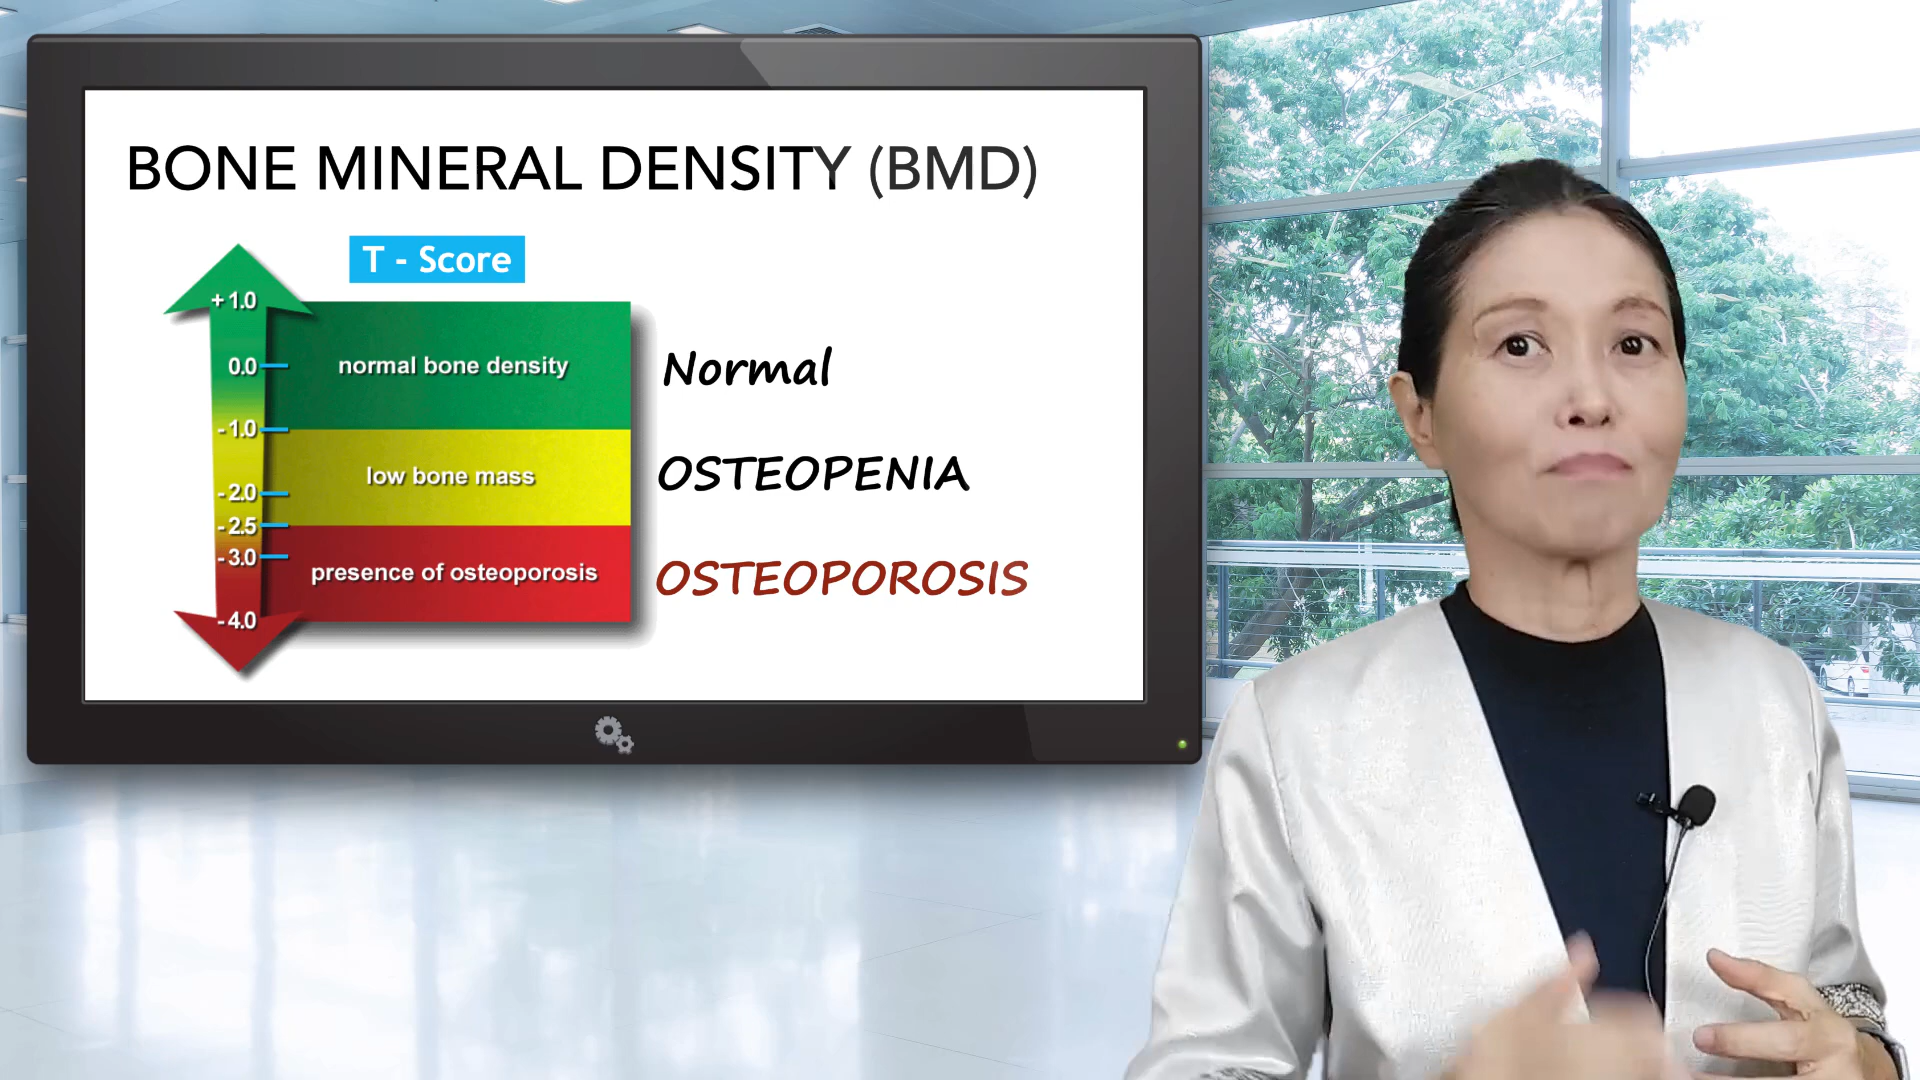 BONE MINERAL DENSITY (BMD)
T - Score
+1.0
0.0
normal bone density
Normal
-1.0
low bone mass
OSTEOPENIA
-2.0
-2.5
-3.0
presence of osteoporosis
OSTEOPOROSIS
-4.0